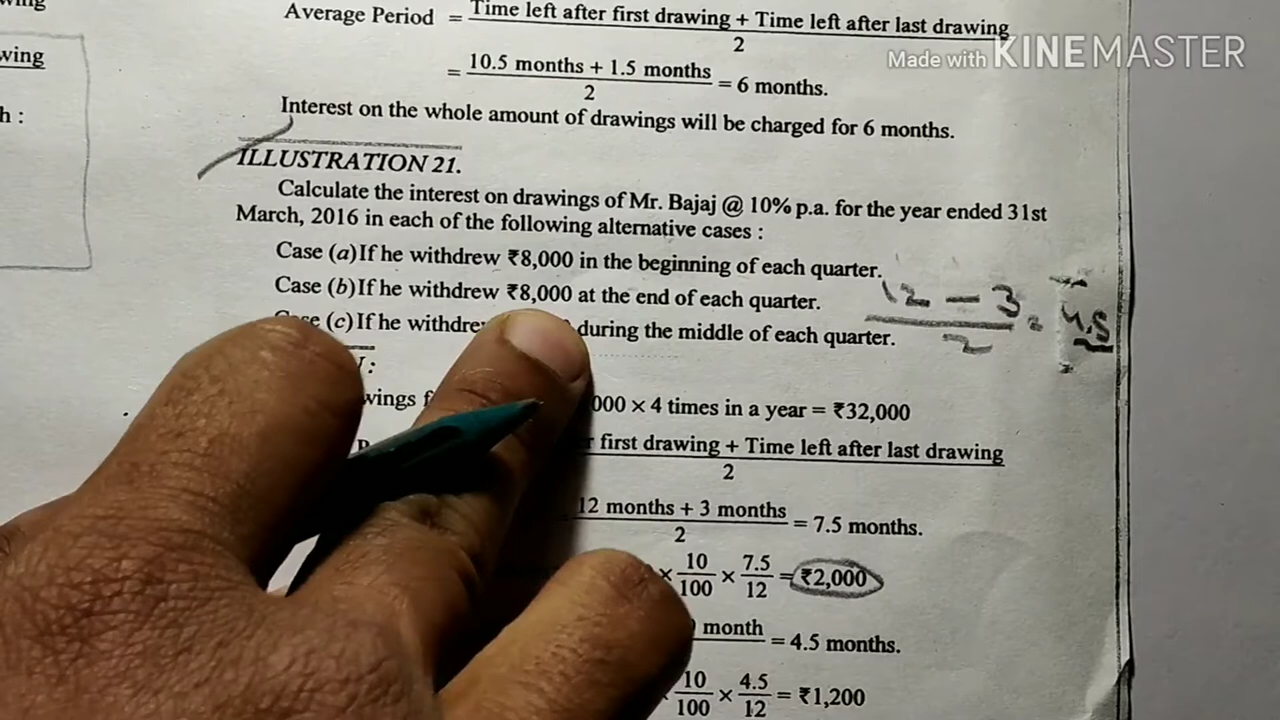 wing
wing
h :
Average Period = Time left after first drawing + Time left after last drawing
2
Made with KINEMASTER
= 10.5 months + 1.5 months = 6 months.
2
Interest on the whole amount of drawings will be charged for 6 months.
ILLUSTRATION 21.
Calculate the interest on drawings of Mr. Bajaj @ 10% p.a. for the year ended 31st
March, 2016 in each of the following alternative cases :
Case (a) If he withdrew ₹8,000 in the beginning of each quarter.
Case (b) If he withdrew ₹8,000 at the end of each quarter.
12 - 3 = 4.5
2
Case (c) If he during the middle of each quarter.
:
wings 000 × 4 times in a year = ₹32,000
first drawing + Time left after last drawing
2
12 months + 3 months = 7.5 months.
2
× 10 × 7.5 = ₹2,000
100 12
month = 4.5 months.
10 × 4.5 = ₹1,200
100 12